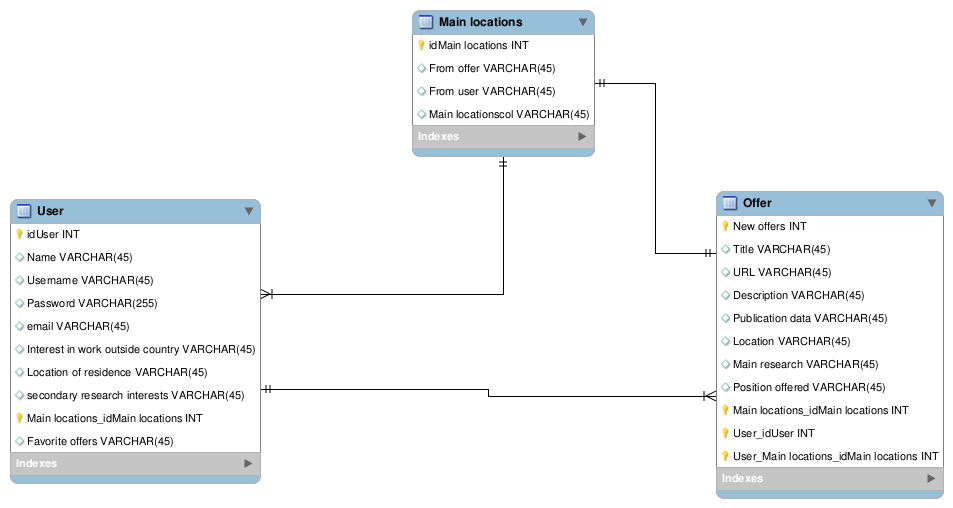 Main locations
idMain locations INT
From offer VARCHAR(45)
From user VARCHAR(45)
Main locationscol VARCHAR(45)
Indexes
User
idUser INT
Name VARCHAR(45)
Username VARCHAR(45)
Password VARCHAR(255)
email VARCHAR(45)
Interest in work outside country VARCHAR(45)
Location of residence VARCHAR(45)
secondary research interests VARCHAR(45)
Main locations_idMain locations INT
Favorite offers VARCHAR(45)
Indexes
Offer
New offers INT
Title VARCHAR(45)
URL VARCHAR(45)
Description VARCHAR(45)
Publication data VARCHAR(45)
Location VARCHAR(45)
Main research VARCHAR(45)
Position offered VARCHAR(45)
Main locations_idMain locations INT
User_idUser INT
User_Main locations_idMain locations INT
Indexes